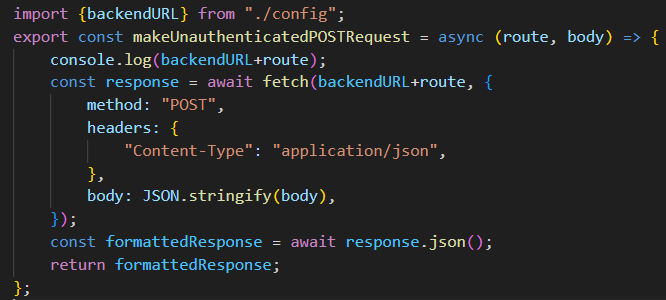 import {backendURL} from "./config";
export const makeUnauthenticatedPOSTRequest = async (route, body) => {
    console.log(backendURL+route);
    const response = await fetch(backendURL+route, {
        method: "POST",
        headers: {
            "Content-Type": "application/json",
        },
        body: JSON.stringify(body),
    });
    const formattedResponse = await response.json();
    return formattedResponse;
};